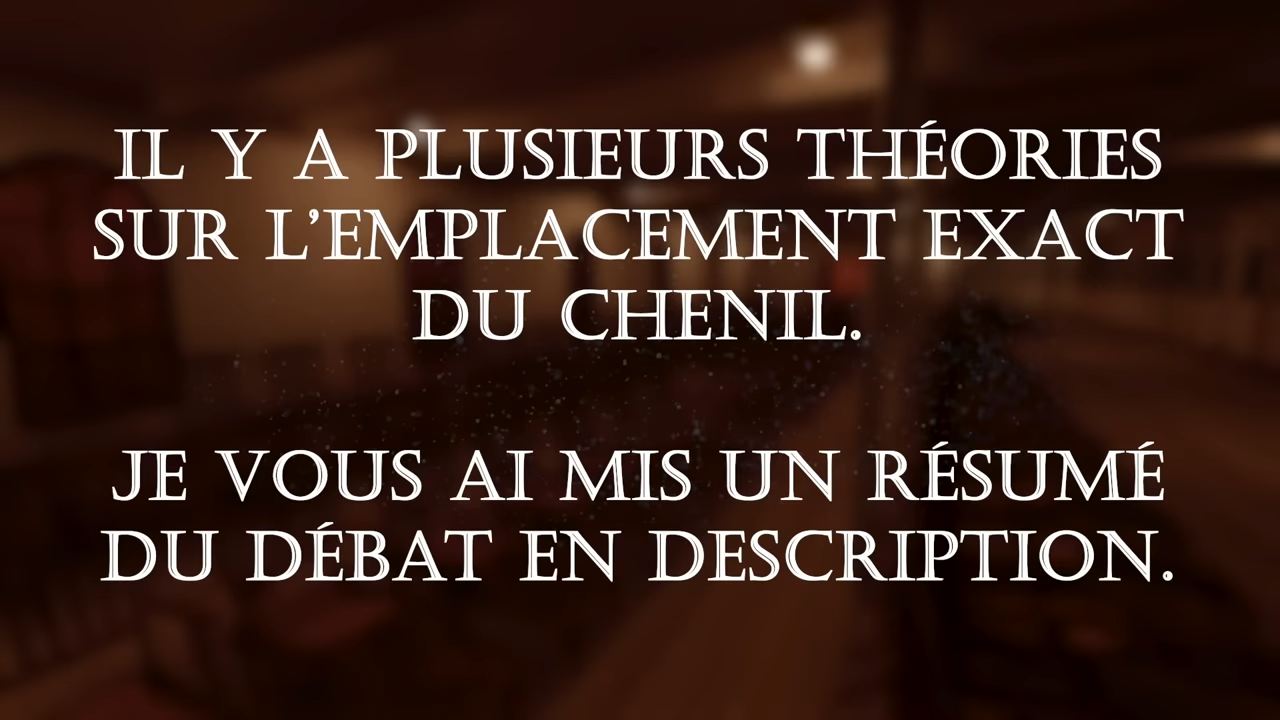 IL Y A PLUSIEURS THÉORIES
SUR L'EMPLACEMENT EXACT
DU CHENIL.
JE VOUS AI MIS UN RÉSUMÉ
DU DÉBAT EN DESCRIPTION.